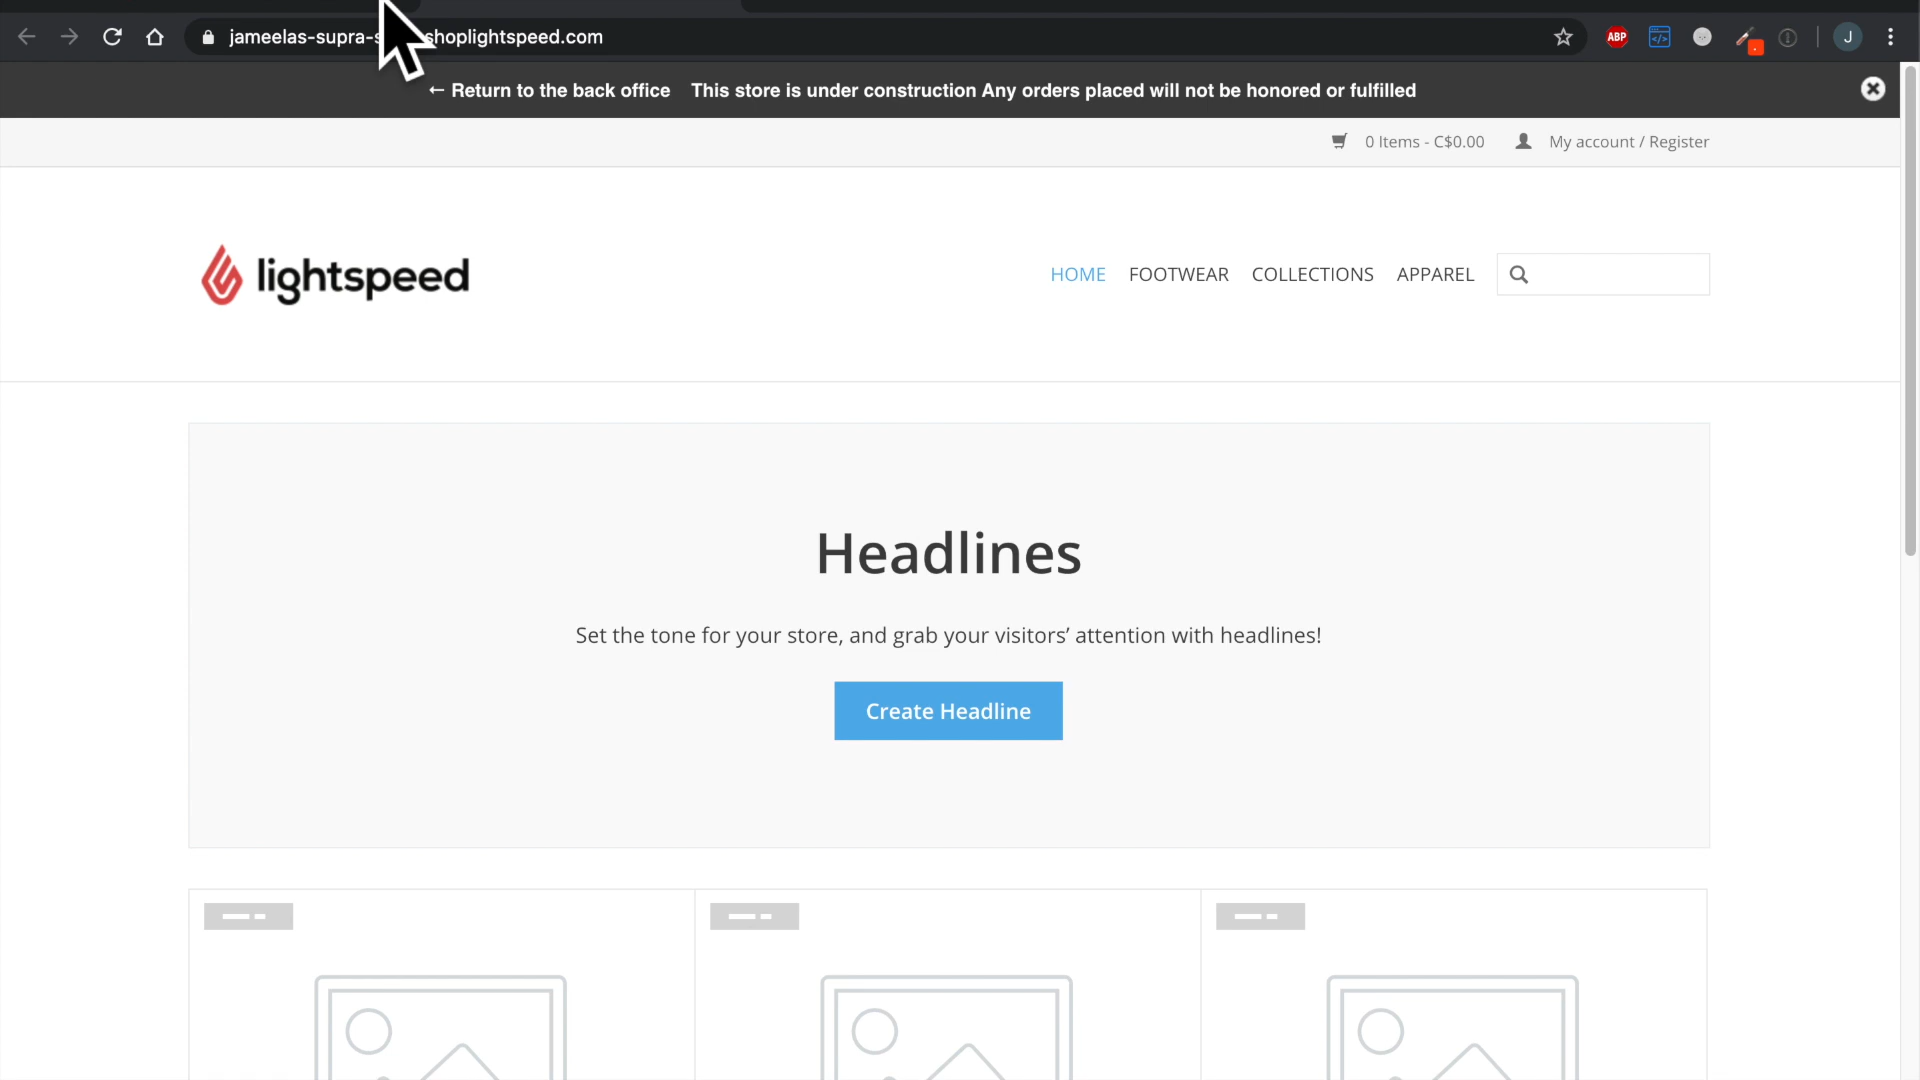 jameelas-supra-s shoplightspeed.com
ABP
J
← Return to the back office This store is under construction Any orders placed will not be honored or fulfilled
0 Items - C$0.00 My account / Register
lightspeed
HOME FOOTWEAR COLLECTIONS APPAREL
Headlines
Set the tone for your store, and grab your visitors’ attention with headlines!
Create Headline